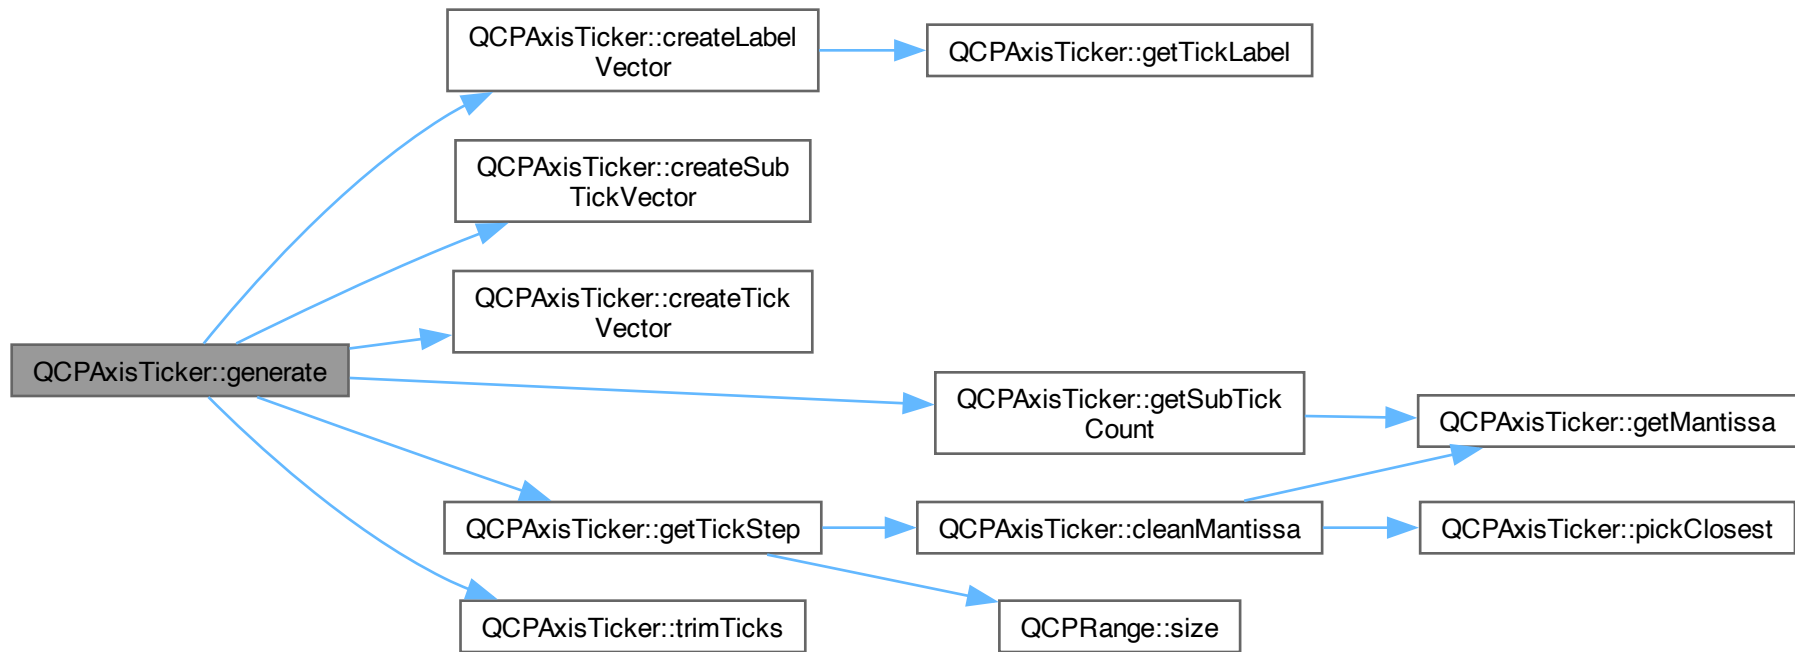 QCPAxisTicker::generate
QCPAxisTicker::createLabel
Vector
QCPAxisTicker::getTickLabel
QCPAxisTicker::createSub
TickVector
QCPAxisTicker::createTick
Vector
QCPAxisTicker::getSubTick
Count
QCPAxisTicker::getMantissa
QCPAxisTicker::getTickStep
QCPAxisTicker::cleanMantissa
QCPAxisTicker::pickClosest
QCPRange::size
QCPAxisTicker::trimTicks